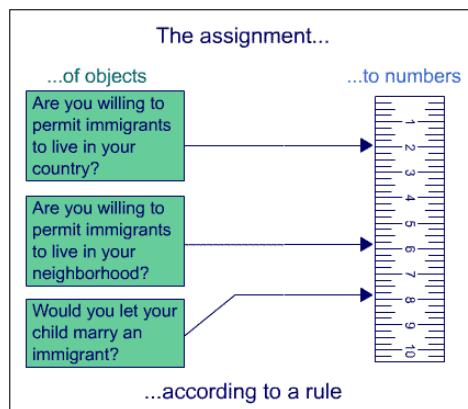 The assignment...
...of objects
...to numbers
Are you willing to
permit immigrants
to live in your
country?
Are you willing to
permit immigrants
to live in your
neighborhood?
Would you let your
child marry an
immigrant?
1
2
3
4
5
6
7
8
9
10
...according to a rule